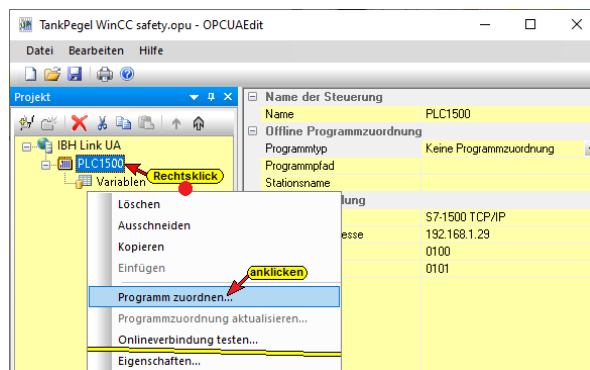 TankPegel WinCC safety.opu - OPCUAEdit
Datei Bearbeiten Hilfe
Projekt
IBH Link UA
PLC1500
Variablen
Rechtsklick
Löschen
Ausschneiden
Kopieren
Einfügen
anklicken
Programm zuordnen...
Programmzuordnung aktualisieren...
Onlineverbindung testen...
Eigenschaften...
Name der Steuerung
Name PLC1500
Offline Programmzuordnung
Programmtyp Keine Programmzuordnung
Programmpfad
Stationsname
lung
S7-1500 TCP/IP
esse 192.168.1.29
0100
0101